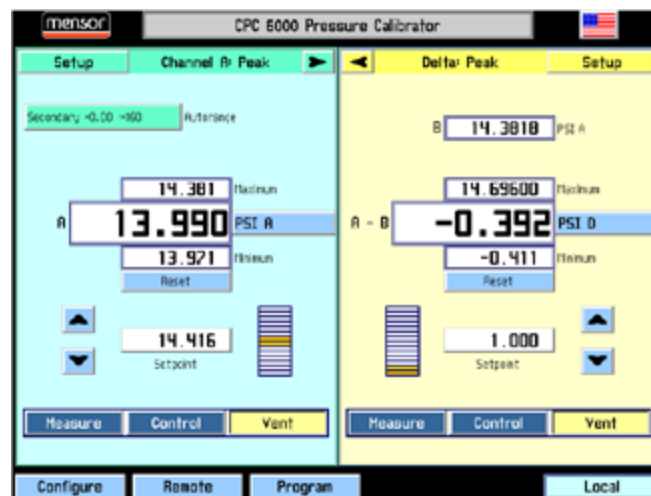 mensor
CPC 6000 Pressure Calibrator
Setup
Channel A: Peak
Delta: Peak
Setup
Autorange
B 14.3818 PSI A
14.381 Maximum
14.69600 Maximum
A 13.990 PSI A
A - B -0.392 PSI D
13.971 Minimum
-0.411 Minimum
Reset
Reset
14.416
1.000
Setpoint
Setpoint
Measure Control Vent
Measure Control Vent
Configure Remote Program Local